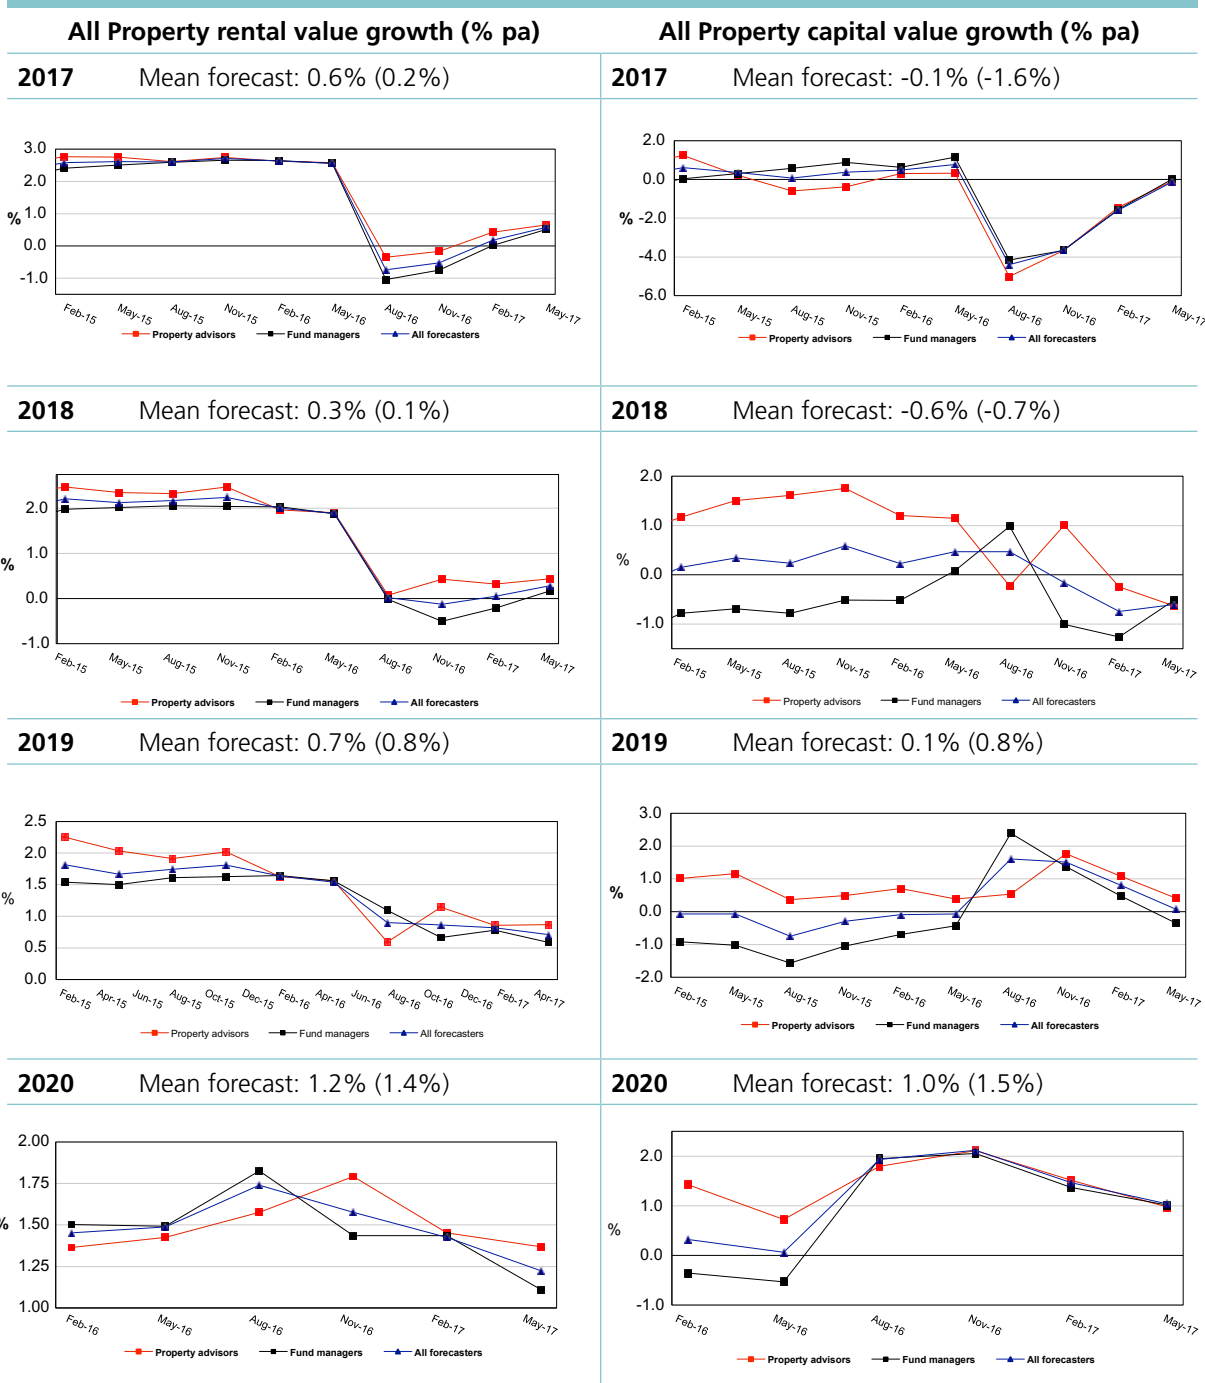 All Property rental value growth (% pa)
All Property capital value growth (% pa)
2017 Mean forecast: 0.6% (0.2%)
3.0
2.0
1.0
0.0
-1.0
%
Feb-15 May-15 Aug-15 Nov-15 Feb-16 May-16 Aug-16 Nov-16 Feb-17 May-17
Property advisors Fund managers All forecasters
2017 Mean forecast: -0.1% (-1.6%)
2.0
0.0
-2.0
-4.0
-6.0
%
Feb-15 May-15 Aug-15 Nov-15 Feb-16 May-16 Aug-16 Nov-16 Feb-17 May-17
Property advisors Fund managers All forecasters
2018 Mean forecast: 0.3% (0.1%)
2.0
1.0
0.0
-1.0
%
Feb-15 May-15 Aug-15 Nov-15 Feb-16 May-16 Aug-16 Nov-16 Feb-17 May-17
Property advisors Fund managers All forecasters
2018 Mean forecast: -0.6% (-0.7%)
2.0
1.0
0.0
-1.0
%
Feb-15 May-15 Aug-15 Nov-15 Feb-16 May-16 Aug-16 Nov-16 Feb-17 May-17
Property advisors Fund managers All forecasters
2019 Mean forecast: 0.7% (0.8%)
2.5
2.0
1.5
1.0
0.5
0.0
%
Feb-15 Apr-15 Jun-15 Aug-15 Oct-15 Dec-15 Feb-16 Apr-16 Jun-16 Aug-16 Oct-16 Dec-16 Feb-17 Apr-17
Property advisors Fund managers All forecasters
2019 Mean forecast: 0.1% (0.8%)
3.0
2.0
1.0
0.0
-1.0
-2.0
%
Feb-15 May-15 Aug-15 Nov-15 Feb-16 May-16 Aug-16 Nov-16 Feb-17 May-17
Property advisors Fund managers All forecasters
2020 Mean forecast: 1.2% (1.4%)
2.00
1.75
1.50
1.25
1.00
%
Feb-16 May-16 Aug-16 Nov-16 Feb-17 May-17
Property advisors Fund managers All forecasters
2020 Mean forecast: 1.0% (1.5%)
2.0
1.0
0.0
-1.0
%
Feb-16 May-16 Aug-16 Nov-16 Feb-17 May-17
Property advisors Fund managers All forecasters